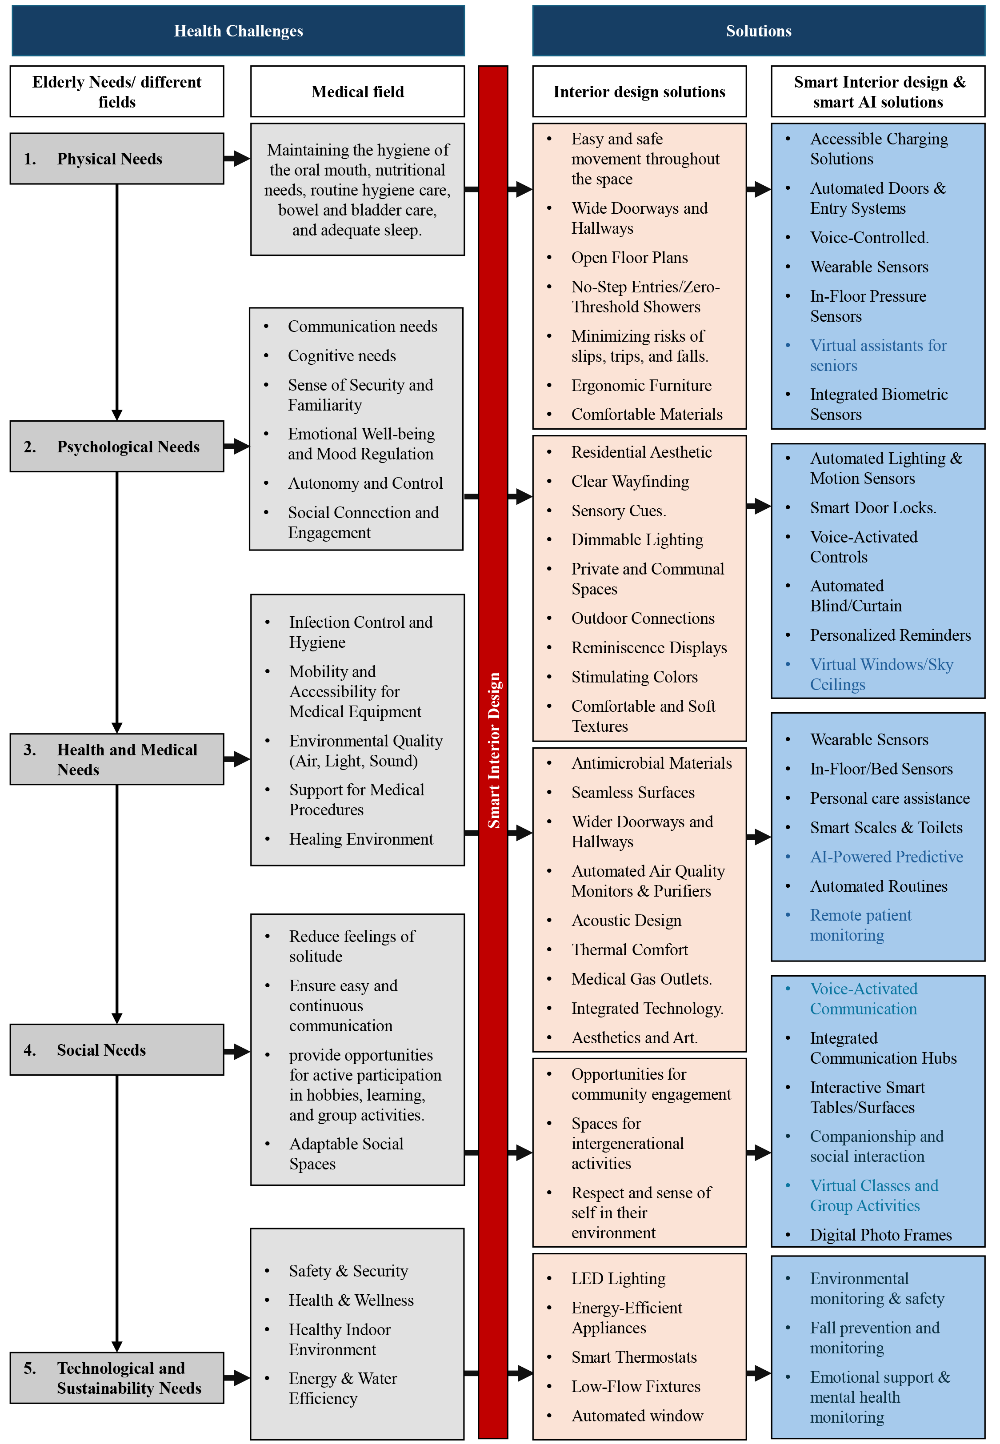 Health Challenges
Solutions
Elderly Needs/ different
fields
Medical field
Interior design solutions
Smart Interior design &
smart AI solutions
1. Physical Needs
Maintaining the hygiene of
the oral mouth, nutritional
needs, routine hygiene care,
bowel and bladder care,
and adequate sleep.
• Easy and safe
movement throughout
the space
• Wide Doorways and
Hallways
• Open Floor Plans
• No-Step Entries/Zero-
Threshold Showers
• Minimizing risks of
slips, trips, and falls.
• Ergonomic Furniture
• Comfortable Materials
• Accessible Charging
Solutions
• Automated Doors &
Entry Systems
• Voice-Controlled.
• Wearable Sensors
• In-Floor Pressure
Sensors
• Virtual assistants for
seniors
• Integrated Biometric
Sensors
2. Psychological Needs
• Communication needs
• Cognitive needs
• Sense of Security and
Familiarity
• Emotional Well-being
and Mood Regulation
• Autonomy and Control
• Social Connection and
Engagement
• Residential Aesthetic
• Clear Wayfinding
• Sensory Cues.
• Dimmable Lighting
• Private and Communal
Spaces
• Outdoor Connections
• Reminiscence Displays
• Stimulating Colors
• Comfortable and Soft
Textures
• Automated Lighting &
Motion Sensors
• Smart Door Locks.
• Voice-Activated
Controls
• Automated
Blind/Curtain
• Personalized Reminders
• Virtual Windows/Sky
Ceilings
Smart Interior Design
3. Health and Medical
Needs
• Infection Control and
Hygiene
• Mobility and
Accessibility for
Medical Equipment
• Environmental Quality
(Air, Light, Sound)
• Support for Medical
Procedures
• Healing Environment
• Antimicrobial Materials
• Seamless Surfaces
• Wider Doorways and
Hallways
• Automated Air Quality
Monitors & Purifiers
• Acoustic Design
• Thermal Comfort
• Medical Gas Outlets.
• Integrated Technology.
• Aesthetics and Art.
• Wearable Sensors
• In-Floor/Bed Sensors
• Personal care assistance
• Smart Scales & Toilets
• AI-Powered Predictive
• Automated Routines
• Remote patient
monitoring
4. Social Needs
• Reduce feelings of
solitude
• Ensure easy and
continuous
communication
• provide opportunities
for active participation
in hobbies, learning,
and group activities.
• Adaptable Social
Spaces
• Opportunities for
community engagement
• Spaces for
intergenerational
activities
• Respect and sense of
self in their
environment
• Voice-Activated
Communication
• Integrated
Communication Hubs
• Interactive Smart
Tables/Surfaces
• Companionship and
social interaction
• Virtual Classes and
Group Activities
• Digital Photo Frames
5. Technological and
Sustainability Needs
• Safety & Security
• Health & Wellness
• Healthy Indoor
Environment
• Energy & Water
Efficiency
• LED Lighting
• Energy-Efficient
Appliances
• Smart Thermostats
• Low-Flow Fixtures
• Automated window
• Environmental
monitoring & safety
• Fall prevention and
monitoring
• Emotional support &
mental health
monitoring